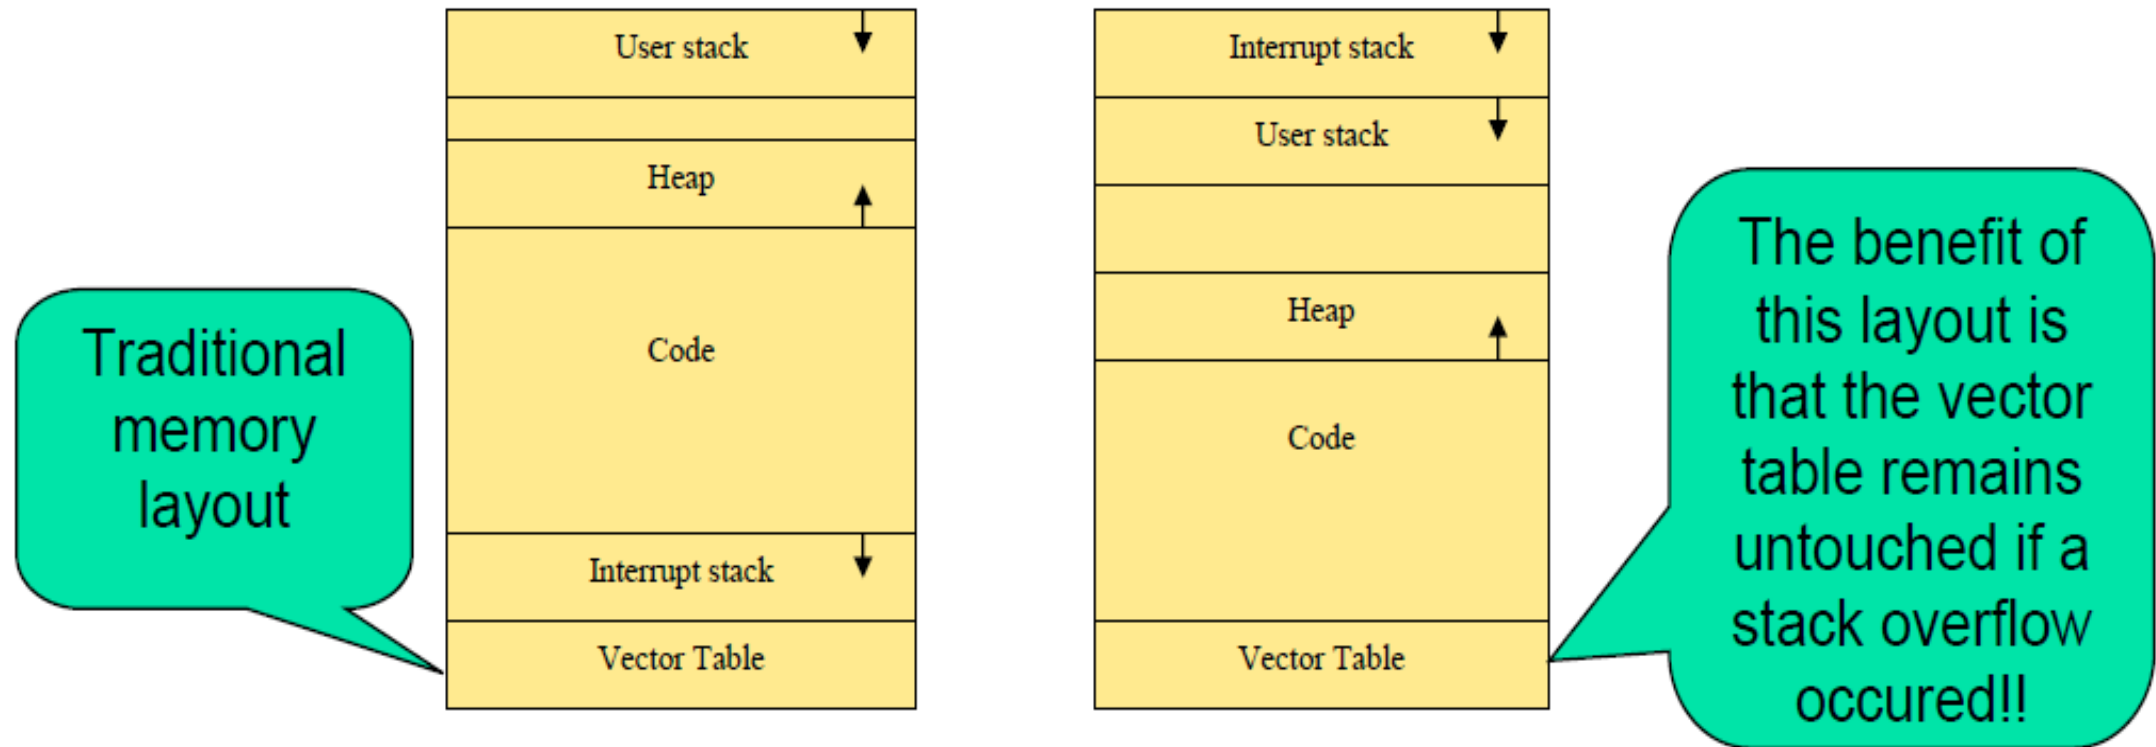 Traditional
memory
layout
User stack
Heap
Code
Interrupt stack
Vector Table
Interrupt stack
User stack
Heap
Code
Vector Table
The benefit of
this layout is
that the vector
table remains
untouched if a
stack overflow
occured!!